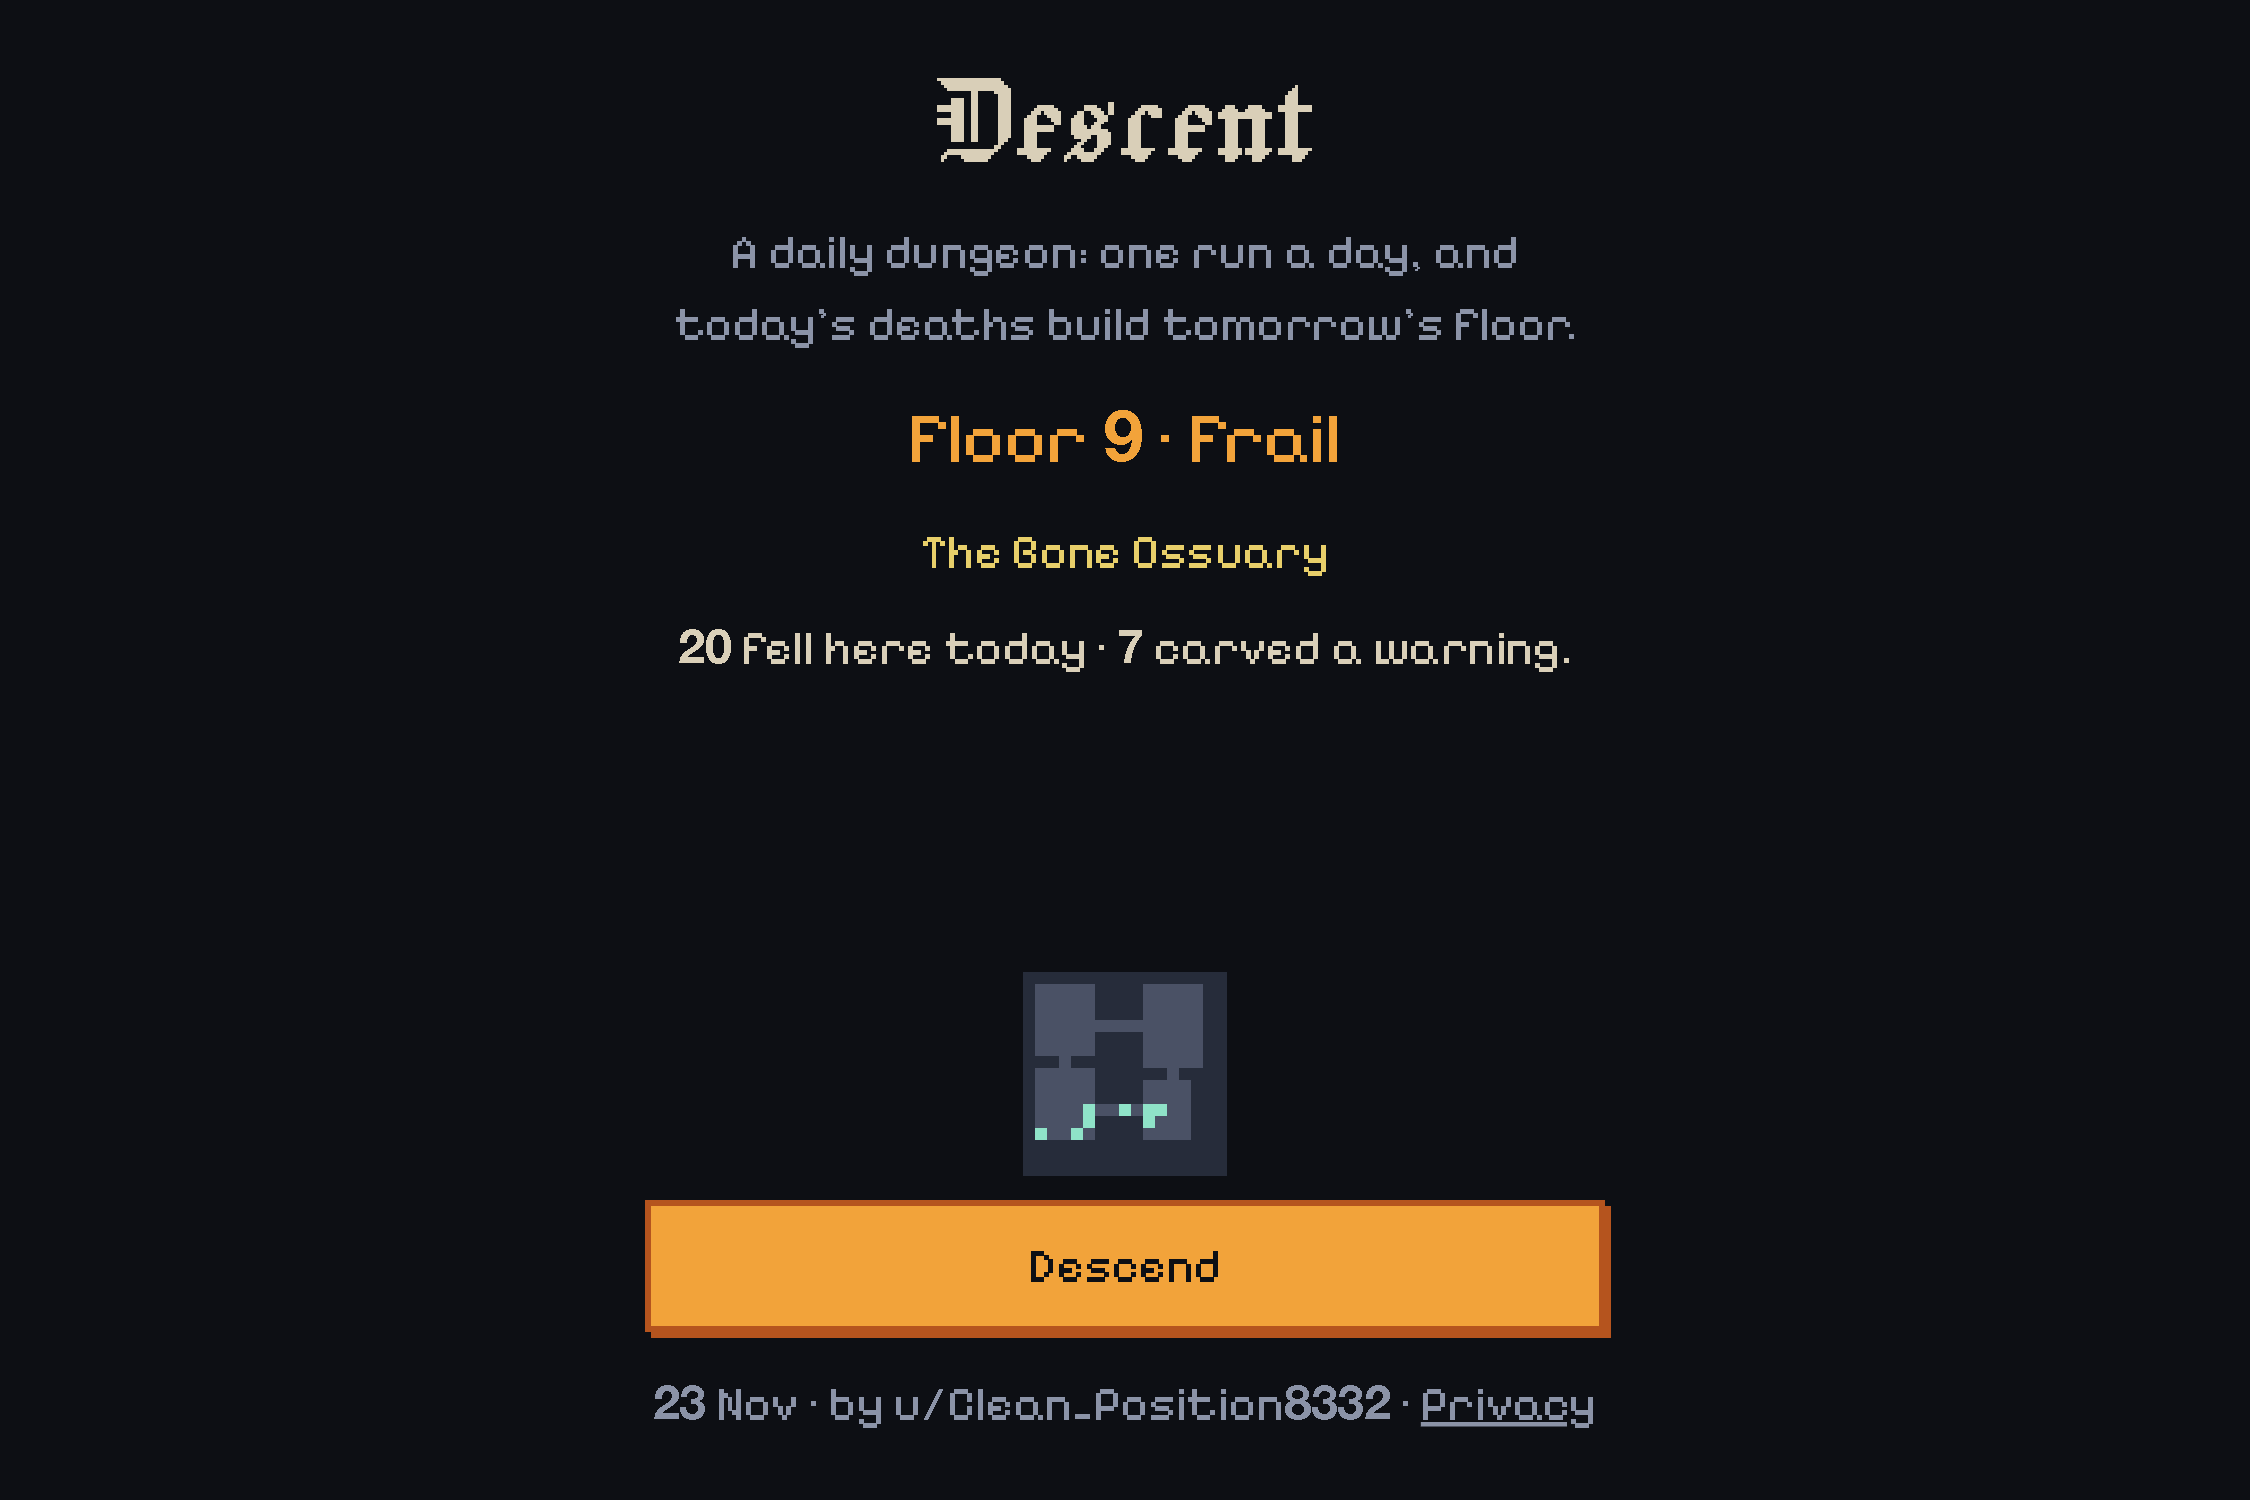 Descent
A daily dungeon: one run a day, and
today's deaths build tomorrow's floor.
Floor 9 · Frail
The Bone Ossuary
20 fell here today · 7 carved a warning.
Descend
23 Nov · by u/Clean_Position8332 · Privacy